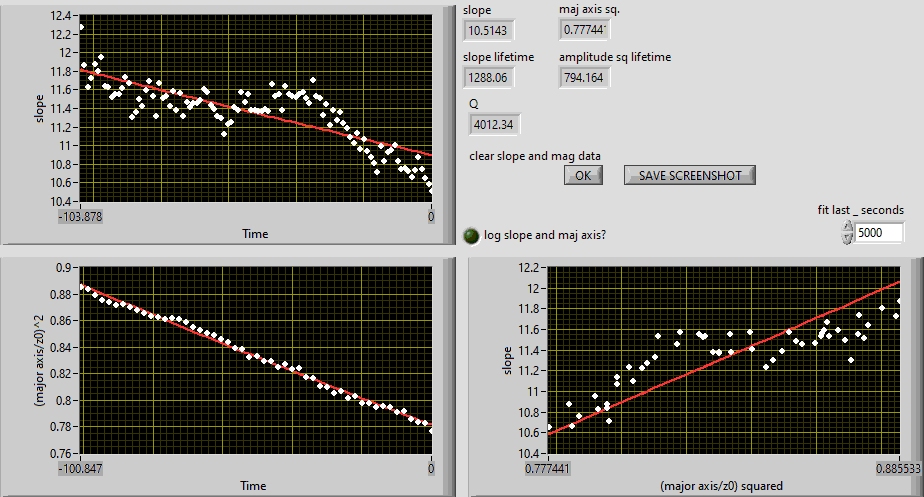 12.4
12.2
12
11.8
11.6
11.4
11.2
11
10.8
10.6
10.4
slope
-103.878
0
Time
slope
10.5143
maj axis sq.
0.77744
slope lifetime
1288.06
amplitude sq lifetime
794.164
Q
4012.34
clear slope and mag data
OK
SAVE SCREENSHOT
fit last _ seconds
5000
log slope and maj axis?
0.9
0.88
0.86
0.84
0.82
0.8
0.78
0.76
(major axis/z0)^2
-100.847
0
Time
12.2
12
11.8
11.6
11.4
11.2
11
10.8
10.6
10.4
slope
0.777441
0.885533
(major axis/z0) squared